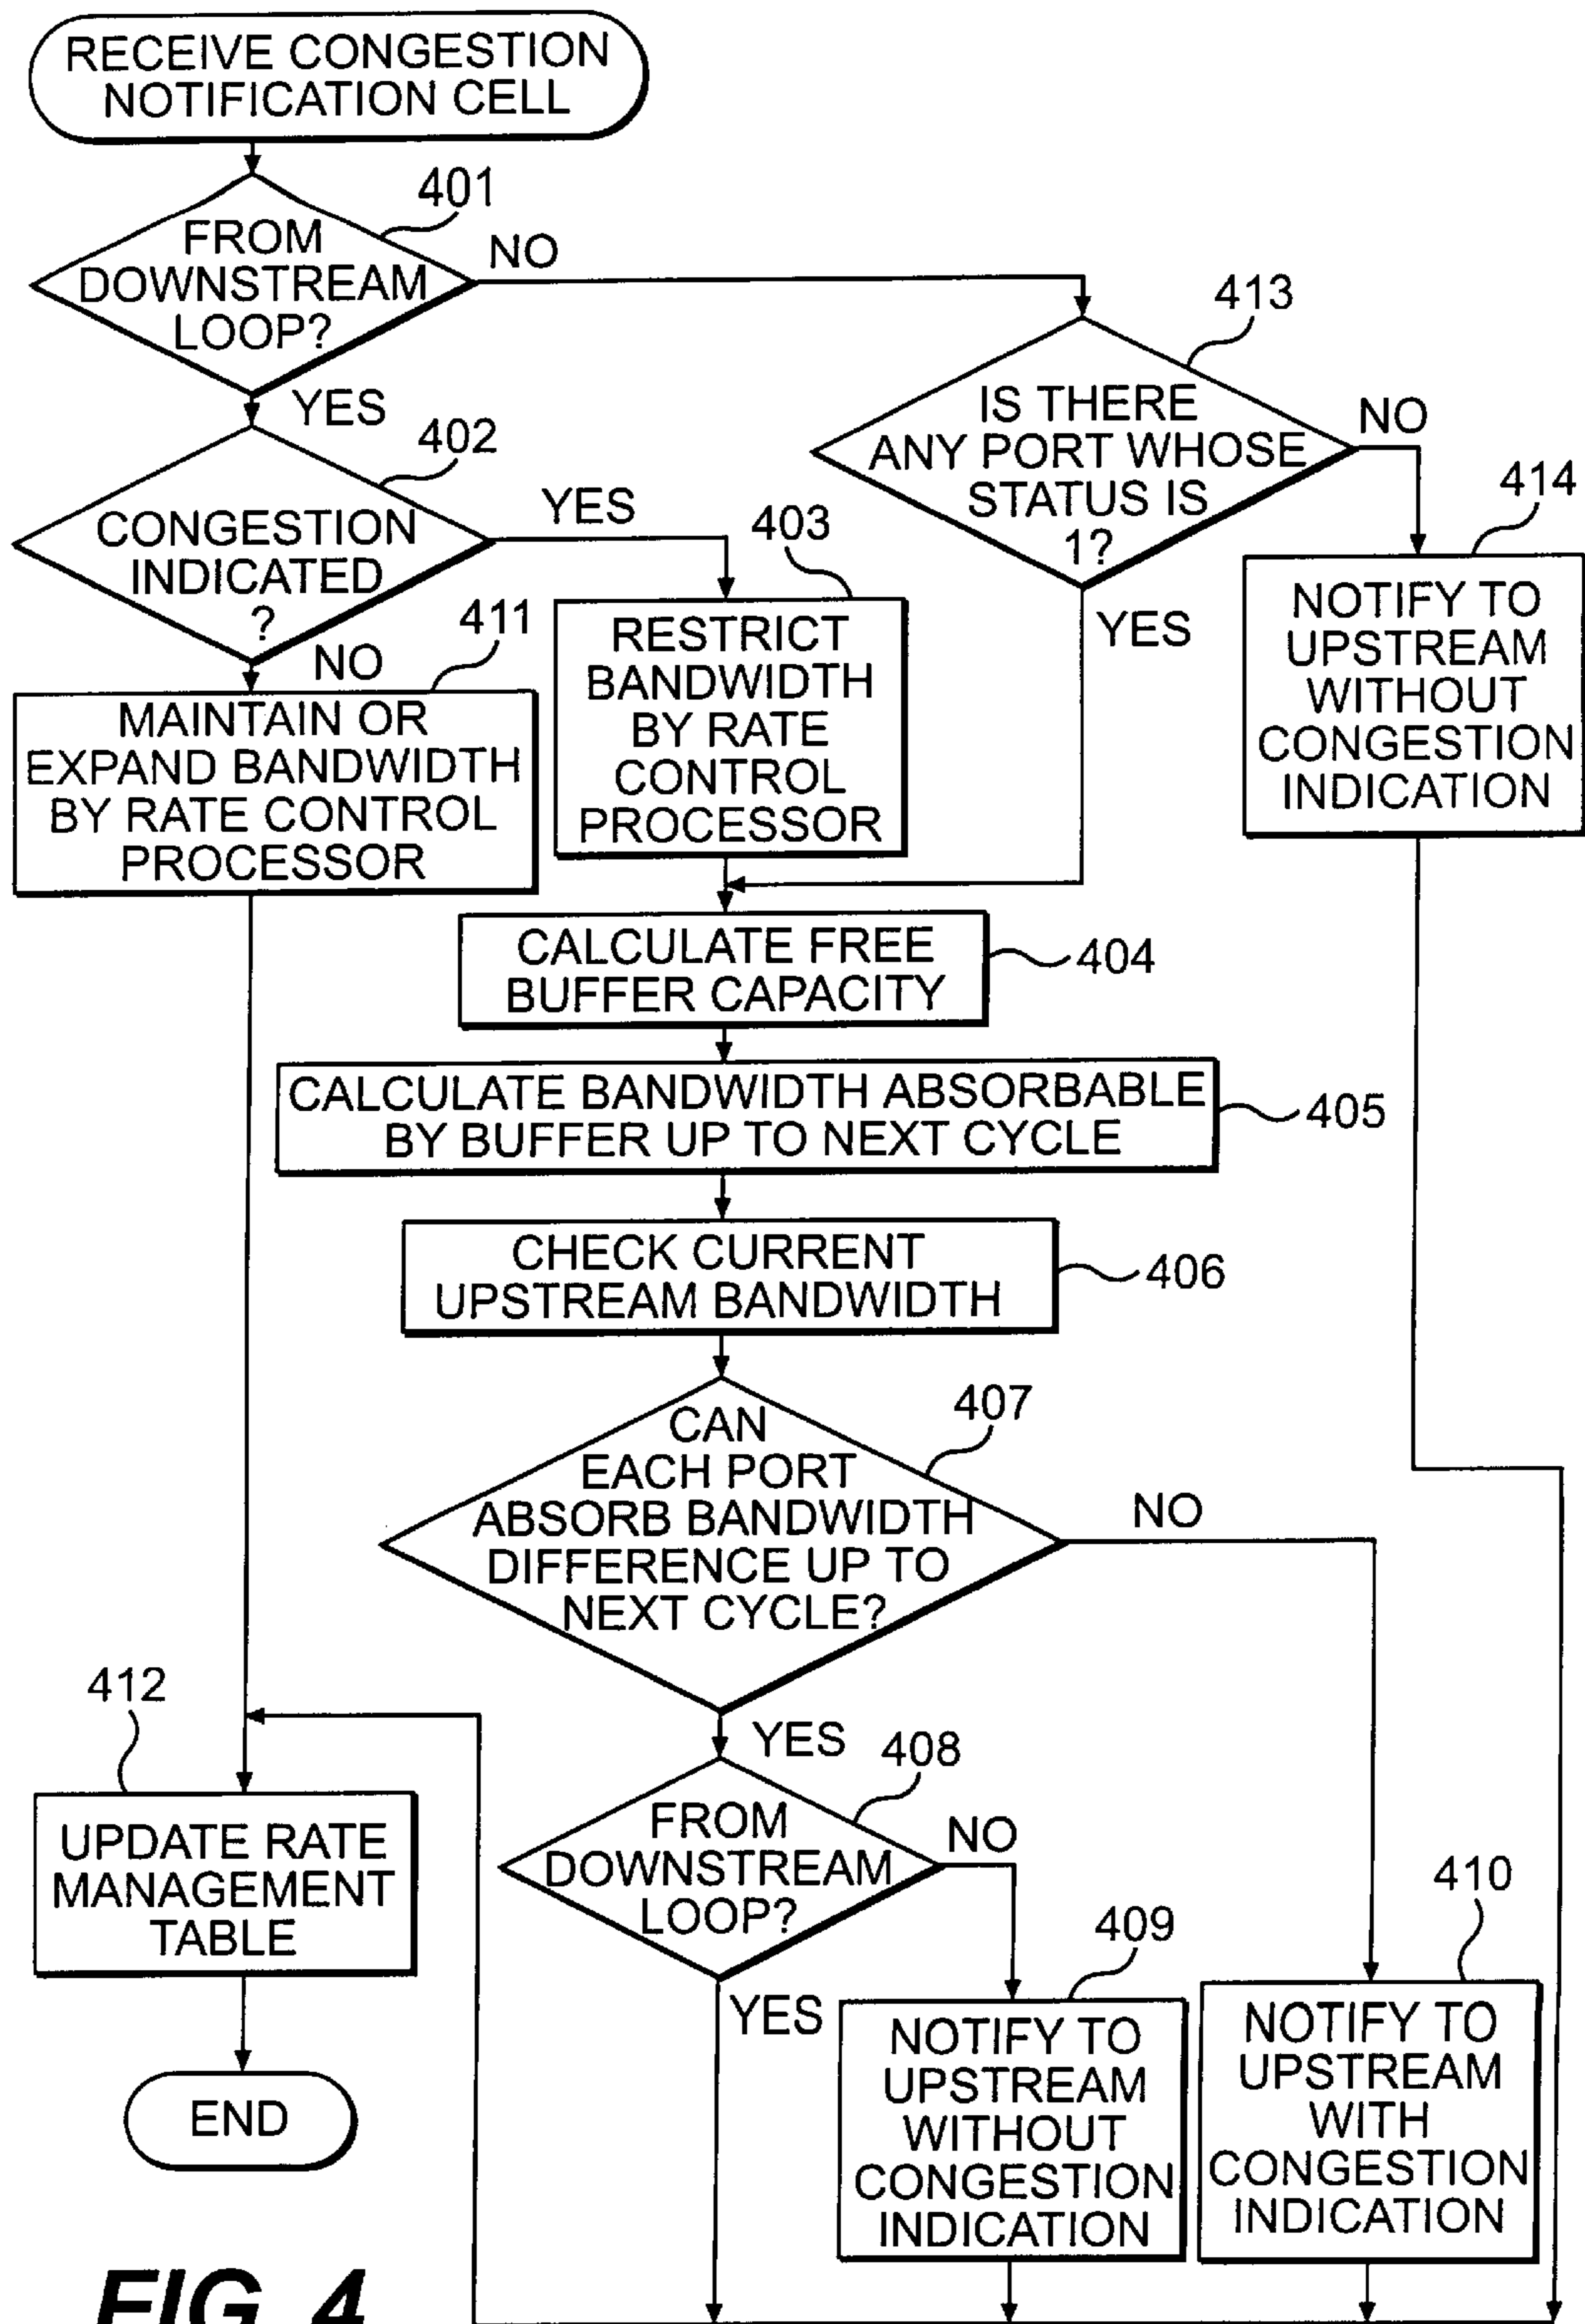 RECEIVE CONGESTION
NOTIFICATION CELL
401
FROM
DOWNSTREAM
LOOP?
NO
YES
413
IS THERE
ANY PORT WHOSE
STATUS IS
1?
NO
YES
402
CONGESTION
INDICATED
?
YES
NO
403
RESTRICT
BANDWIDTH
BY RATE
CONTROL
PROCESSOR
414
NOTIFY TO
UPSTREAM
WITHOUT
CONGESTION
INDICATION
411
MAINTAIN OR
EXPAND BANDWIDTH
BY RATE CONTROL
PROCESSOR
CALCULATE FREE
BUFFER CAPACITY
404
CALCULATE BANDWIDTH ABSORBABLE
BY BUFFER UP TO NEXT CYCLE
405
CHECK CURRENT
UPSTREAM BANDWIDTH
406
407
CAN
EACH PORT
ABSORB BANDWIDTH
DIFFERENCE UP TO
NEXT CYCLE?
NO
YES
408
FROM
DOWNSTREAM
LOOP?
NO
YES
412
UPDATE RATE
MANAGEMENT
TABLE
END
409
NOTIFY TO
UPSTREAM
WITHOUT
CONGESTION
INDICATION
410
NOTIFY TO
UPSTREAM
WITH
CONGESTION
INDICATION
FIG. 4